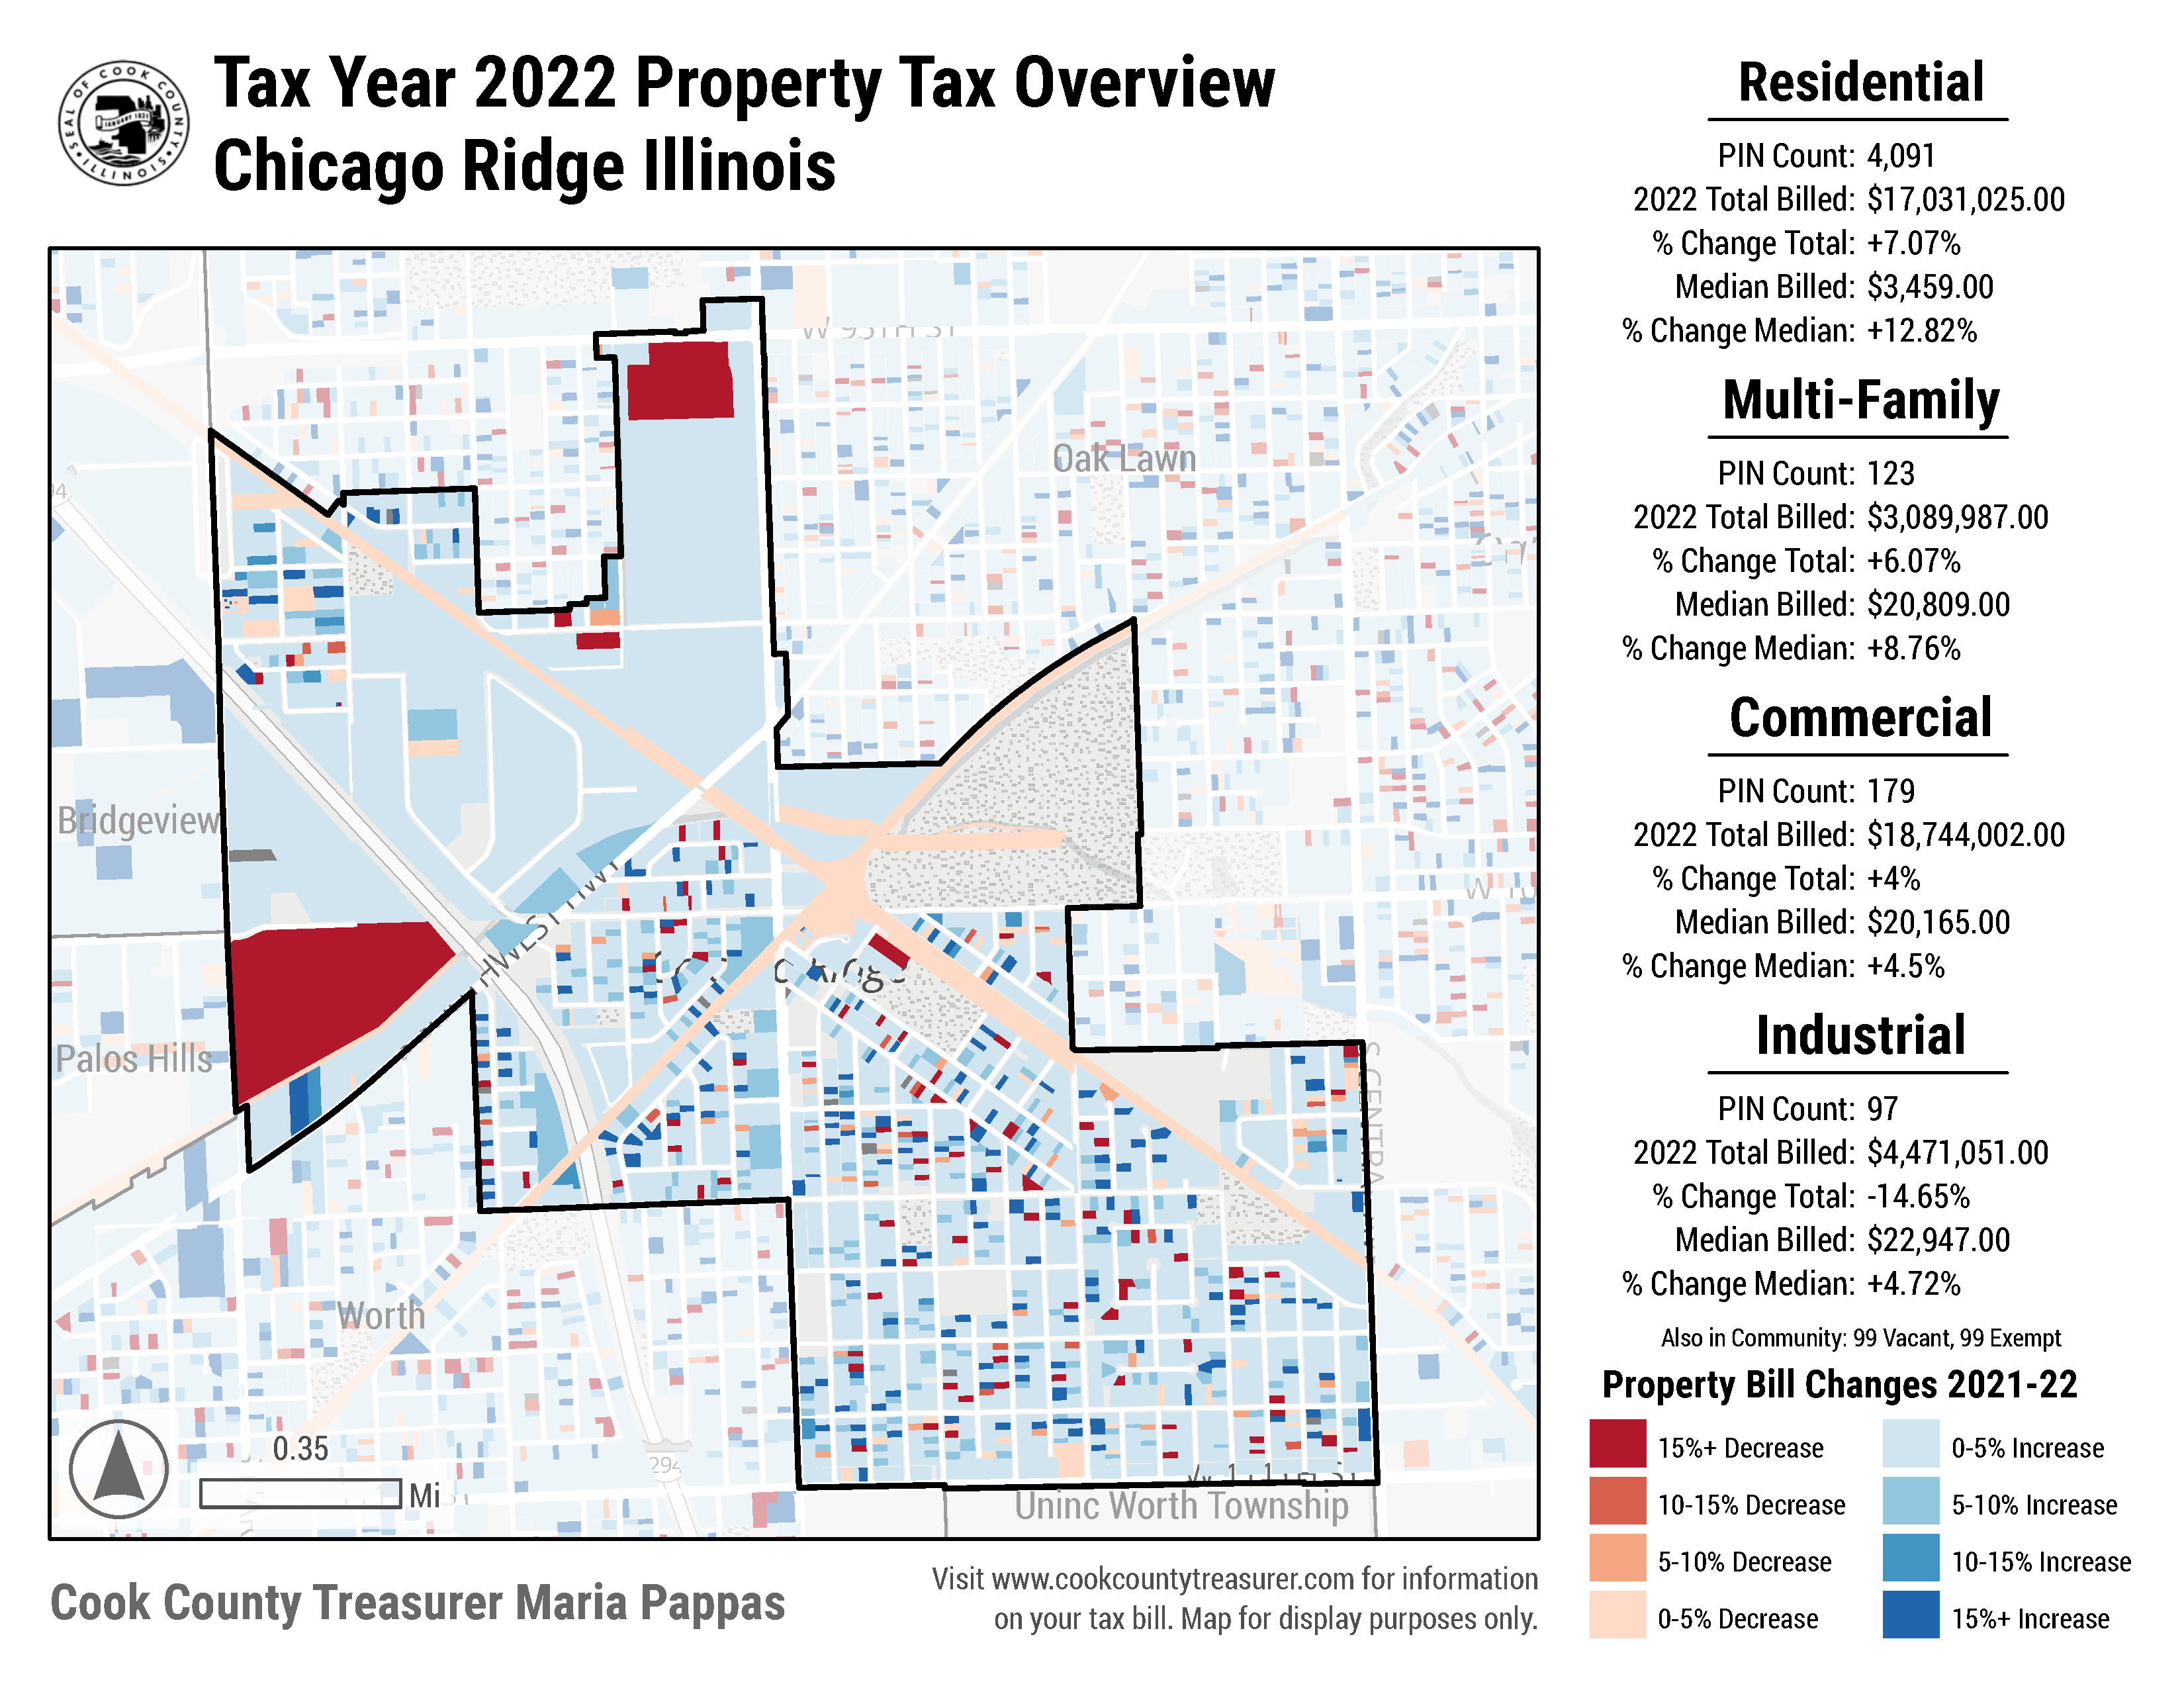 SEAL OF COOK COUNTY
ILLINOIS
JANUARY 1831
Tax Year 2022 Property Tax Overview
Chicago Ridge Illinois
W 95TH ST
Oak Lawn
Bridgeview
Palos Hills
Worth
Uninc Worth Township
294
0.35
Mi
Cook County Treasurer Maria Pappas
Visit www.cookcountytreasurer.com for information
on your tax bill. Map for display purposes only.
Residential
PIN Count: 4,091
2022 Total Billed: $17,031,025.00
% Change Total: +7.07%
Median Billed: $3,459.00
% Change Median: +12.82%
Multi-Family
PIN Count: 123
2022 Total Billed: $3,089,987.00
% Change Total: +6.07%
Median Billed: $20,809.00
% Change Median: +8.76%
Commercial
PIN Count: 179
2022 Total Billed: $18,744,002.00
% Change Total: +4%
Median Billed: $20,165.00
% Change Median: +4.5%
Industrial
PIN Count: 97
2022 Total Billed: $4,471,051.00
% Change Total: -14.65%
Median Billed: $22,947.00
% Change Median: +4.72%
Also in Community: 99 Vacant, 99 Exempt
Property Bill Changes 2021-22
15%+ Decrease
10-15% Decrease
5-10% Decrease
0-5% Decrease
0-5% Increase
5-10% Increase
10-15% Increase
15%+ Increase